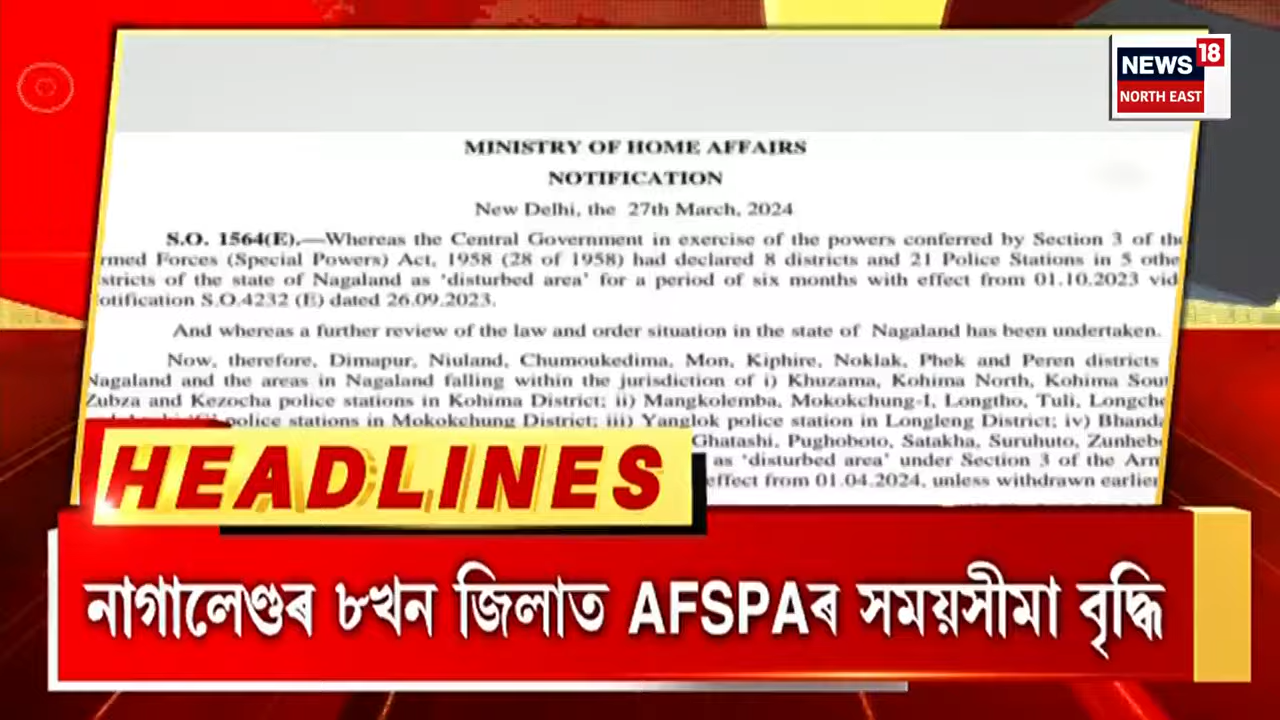 NEWS 18
NORTH EAST
MINISTRY OF HOME AFFAIRS
NOTIFICATION
New Delhi, the 27th March, 2024
S.O. 1564(E).—Whereas the Central Government in exercise of the powers conferred by Section 3 of the
rmed Forces (Special Powers) Act, 1958 (28 of 1958) had declared 8 districts and 21 Police Stations in 5 othe
stricts of the state of Nagaland as ‘disturbed area’ for a period of six months with effect from 01.10.2023 vid
otification S.O.4232 (E) dated 26.09.2023.
And whereas a further review of the law and order situation in the state of Nagaland has been undertaken.
Now, therefore, Dimapur, Niuland, Chumoukedima, Mon, Kiphire, Noklak, Phek and Peren districts
Nagaland and the areas in Nagaland falling within the jurisdiction of i) Khuzama, Kohima North, Kohima Sout
Zubza and Kezocha police stations in Kohima District; ii) Mangkolemba, Mokokchung-I, Longtho, Tuli, Longche
police stations in Mokokchung District; iii) Yanglok police station in Longleng District; iv) Bhanda
Ghatashi, Pughoboto, Satakha, Suruhuto, Zunhebo
as ‘disturbed area’ under Section 3 of the Arm
effect from 01.04.2024, unless withdrawn earlier
HEADLINES
নাগালেণ্ডৰ ৮খন জিলাত AFSPAৰ সময়সীমা বৃদ্ধি